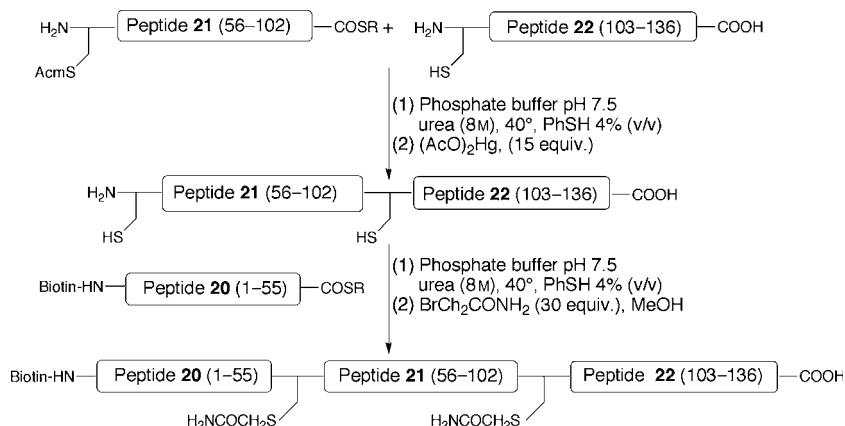 H₂N Peptide 21 (56–102) COSR + H₂N Peptide 22 (103–136) COOH
AcmS HS
(1) Phosphate buffer pH 7.5
urea (8M), 40°, PhSH 4% (v/v)
(2) (AcO)₂Hg, (15 equiv.)
H₂N Peptide 21 (56–102) Peptide 22 (103–136) COOH
HS HS
(1) Phosphate buffer pH 7.5
urea (8M), 40°, PhSH 4% (v/v)
(2) BrCH₂CONH₂ (30 equiv.), MeOH
Biotin-HN Peptide 20 (1–55) COSR
Biotin-HN Peptide 20 (1–55) Peptide 21 (56–102) Peptide 22 (103–136) COOH
H₂NCOCH₂S H₂NCOCH₂S